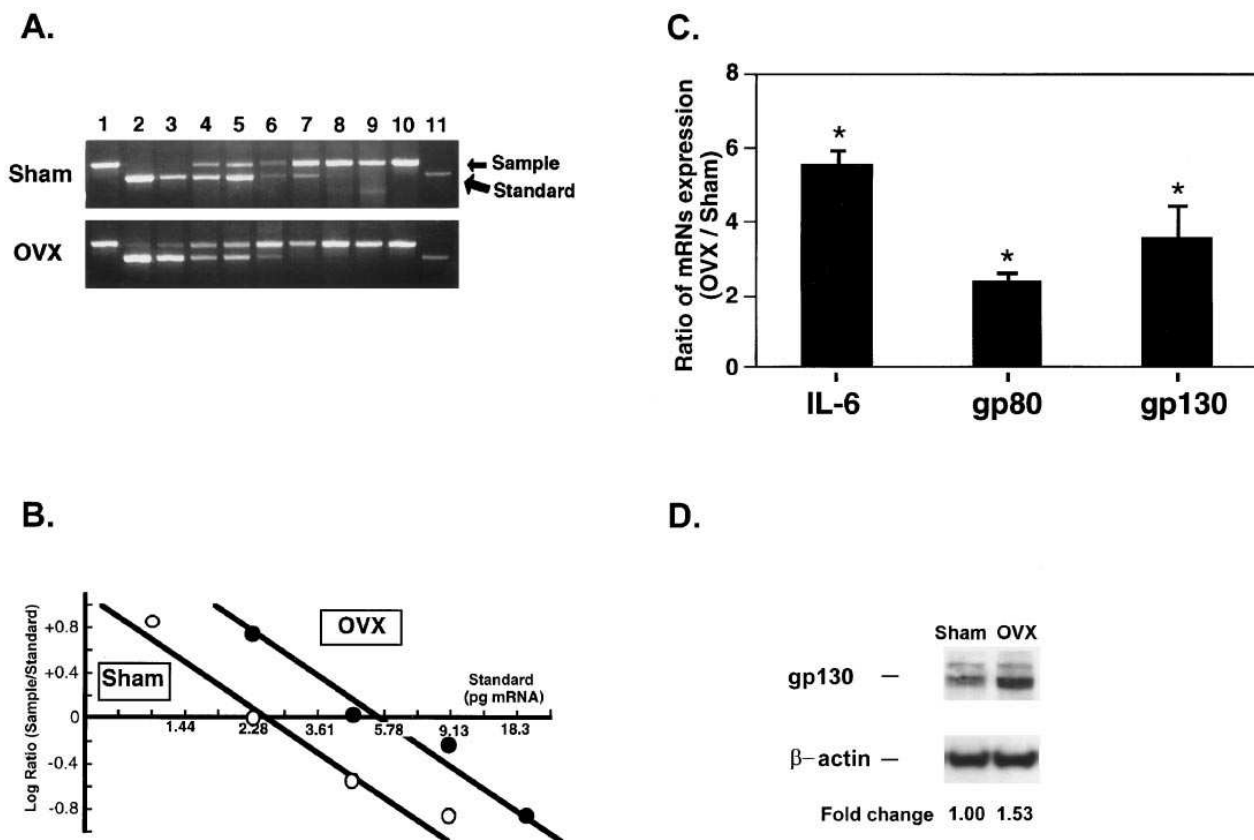 A.
1 2 3 4 5 6 7 8 9 10 11
Sham
Sample
Standard
OVX
C.
Ratio of mRNs expression
(OVX / Sham)
8
6
4
2
0
*
*
*
IL-6 gp80 gp130
B.
Log Ratio (Sample/Standard)
+0.8
+0.4
0
-0.4
-0.8
Sham
OVX
Standard
(pg mRNA)
1.44 2.28 3.61 5.78 9.13 18.3
D.
Sham OVX
gp130 —
β-actin —
Fold change 1.00 1.53